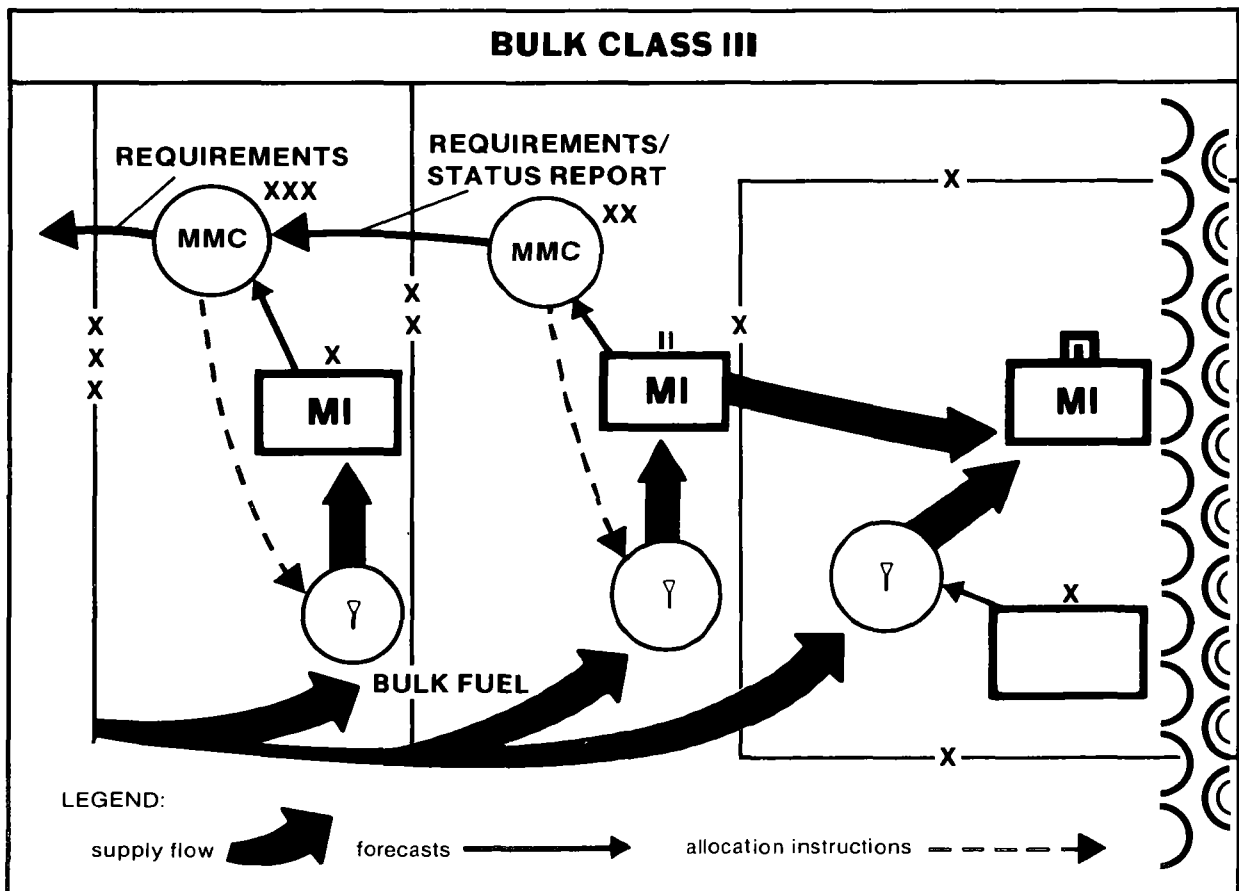 BULK CLASS III
REQUIREMENTS
XXX
MMC
REQUIREMENTS/
STATUS REPORT
XX
MMC
X
X
X
X
X
X
X
X
X
MI
II
MI
MI
X
BULK FUEL
X
LEGEND:
supply flow
forecasts
allocation instructions